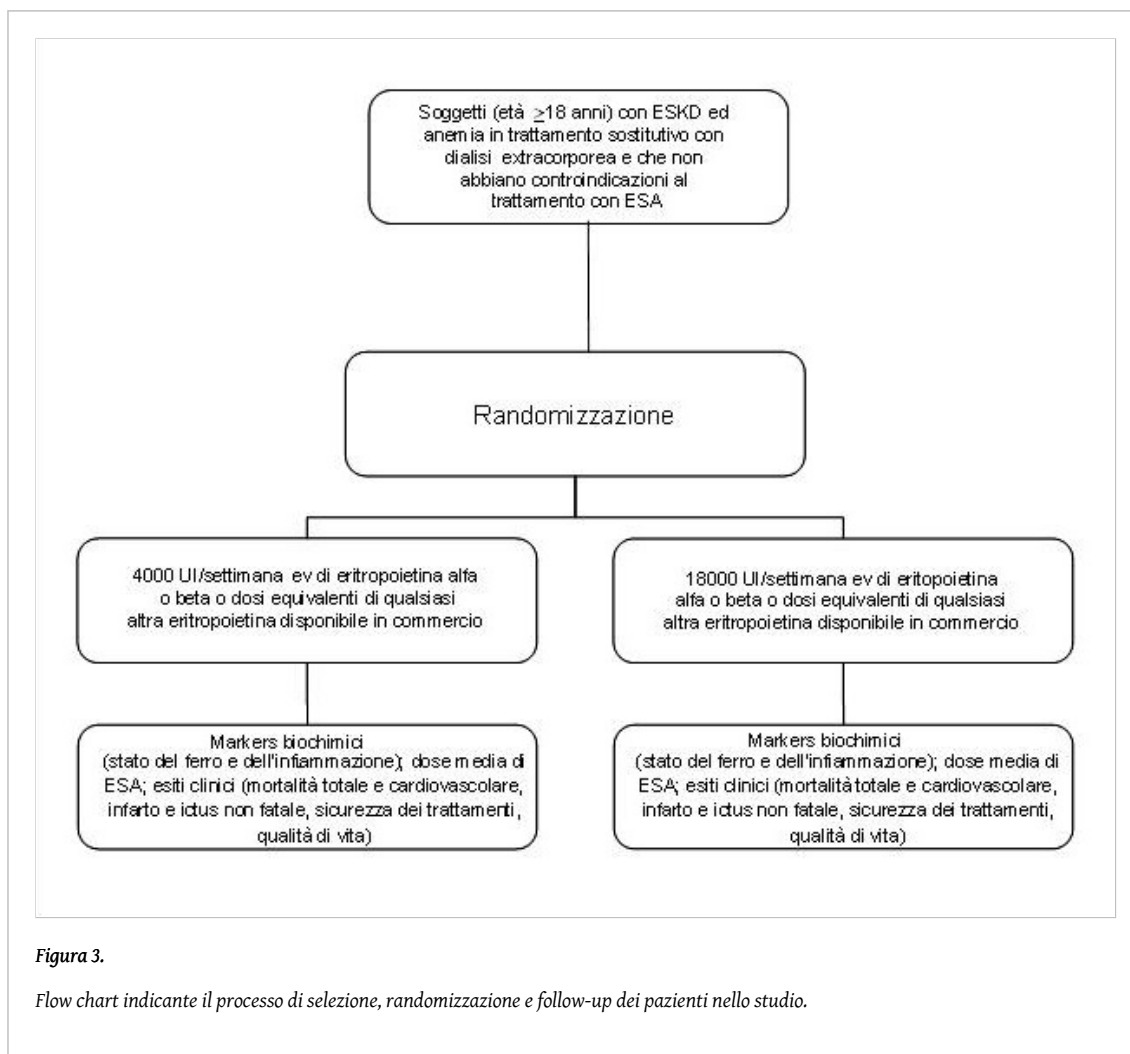 Soggetti (età ≥18 anni) con ESKD ed
anemia in trattamento sostitutivo con
dialisi extracorporea e che non
abbiano controindicazioni al
trattamento con ESA
Randomizzazione
4000 UI/settimana ev di eritropoietina alfa
o beta o dosi equivalenti di qualsiasi
altra eritropoietina disponibile in commercio
18000 UI/settimana ev di eritopoietina
alfa o beta o dosi equivalenti di qualsiasi
altra eritropoietina disponibile in commercio
Markers biochimici
(stato del ferro e dell'infiammazione); dose media di
ESA; esiti clinici (mortalità totale e cardiovascolare,
infarto e ictus non fatale, sicurezza dei trattamenti,
qualità di vita)
Markers biochimici
(stato del ferro e dell'infiammazione); dose media di
ESA; esiti clinici (mortalità totale e cardiovascolare,
infarto e ictus non fatale, sicurezza dei trattamenti,
qualità di vita)
Figura 3.
Flow chart indicante il processo di selezione, randomizzazione e follow-up dei pazienti nello studio.